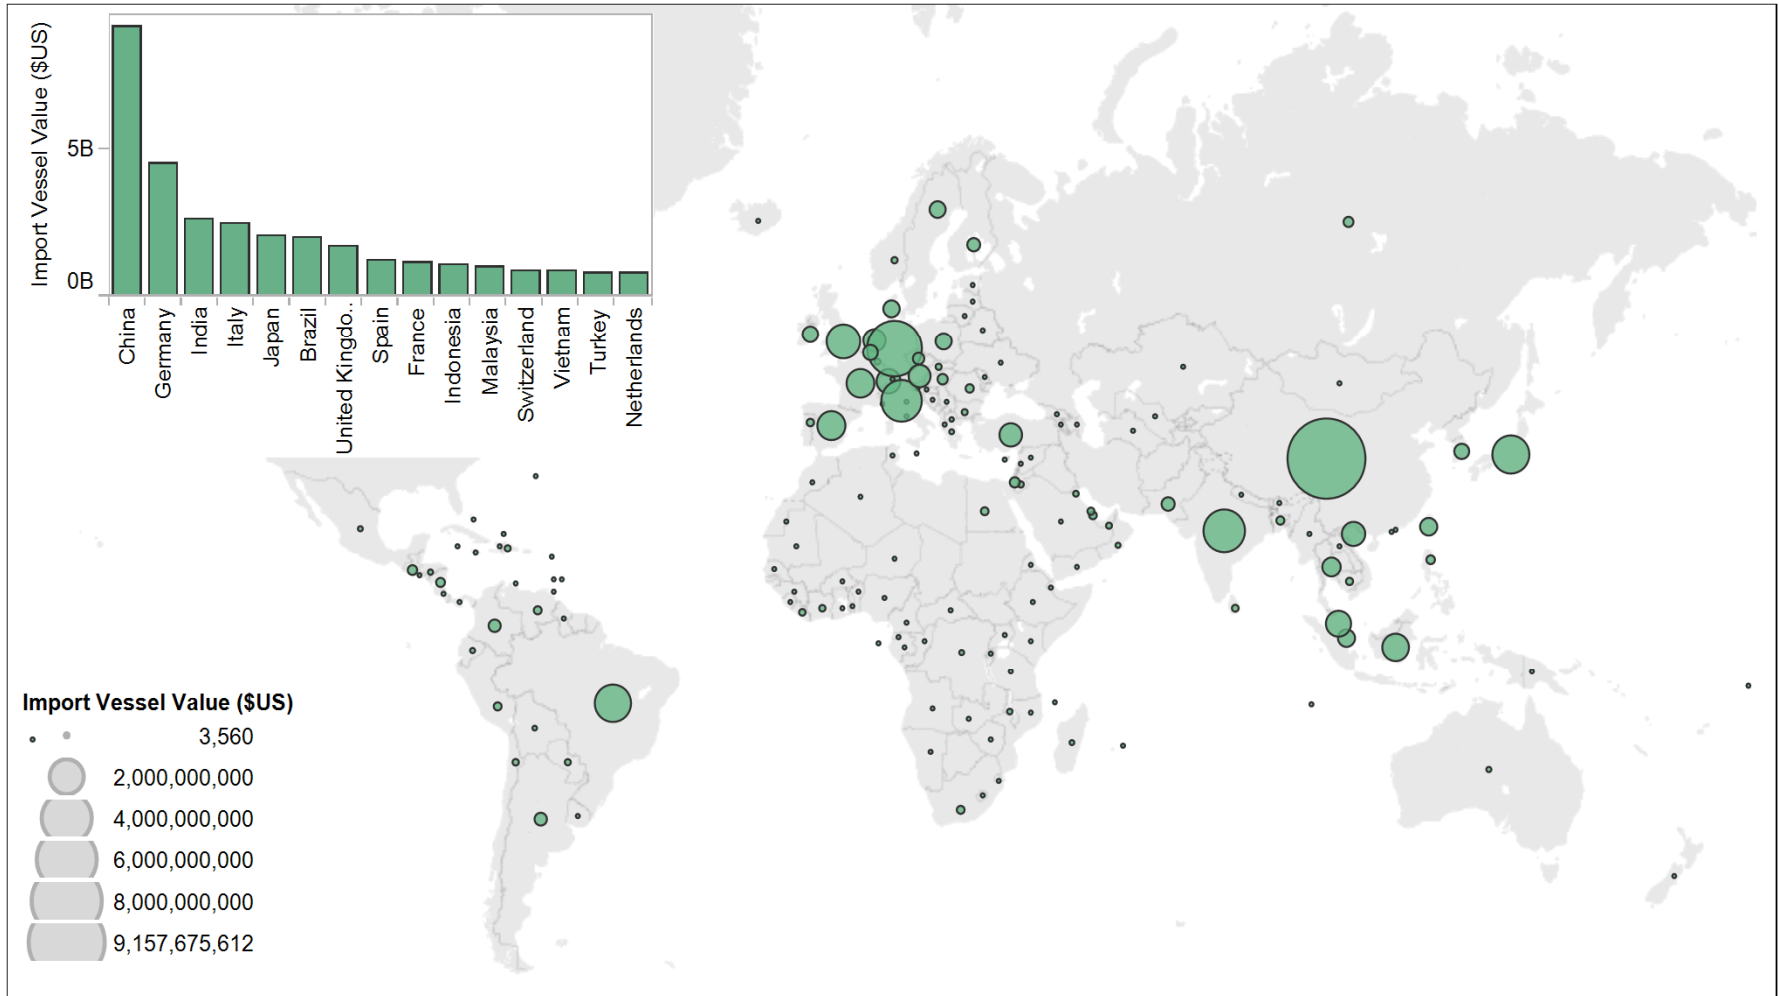 Import Vessel Value ($US)
5B
0B
China
Germany
India
Italy
Japan
Brazil
United Kingdo..
Spain
France
Indonesia
Malaysia
Switzerland
Vietnam
Turkey
Netherlands
Import Vessel Value ($US)
3,560
2,000,000,000
4,000,000,000
6,000,000,000
8,000,000,000
9,157,675,612